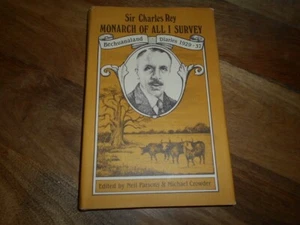 Sir Charles Rey
MONARCH OF ALL I SURVEY
Bechuanaland
Diaries 1929-37
Edited by Neil Parsons & Michael Crowder